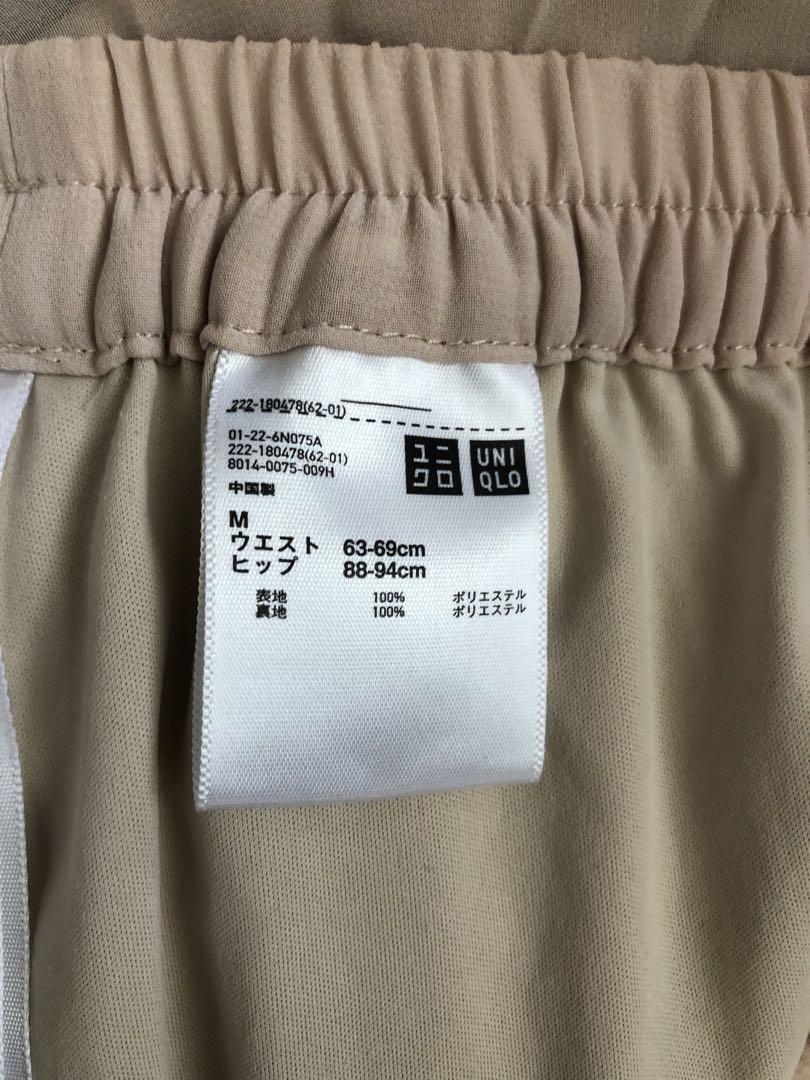 222-180478(62-01)
01-22-6N075A
222-180478(62-01)
8014-0075-009H
中国製
ユニ
クロ
UNI
QLO
M
ウエスト 63-69cm
ヒップ 88-94cm
表地 100% ポリエステル
裏地 100% ポリエステル